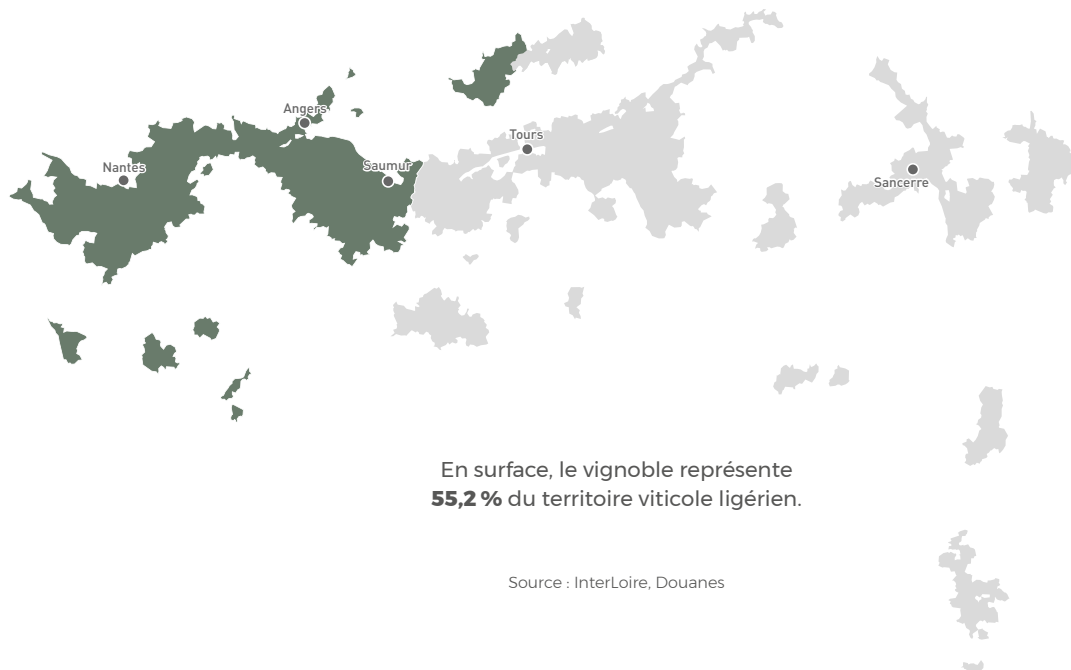 Angers
Tours
Nantes
Saumur
Sancerre
En surface, le vignoble représente
55,2 % du territoire viticole ligérien.
Source : InterLoire, Douanes